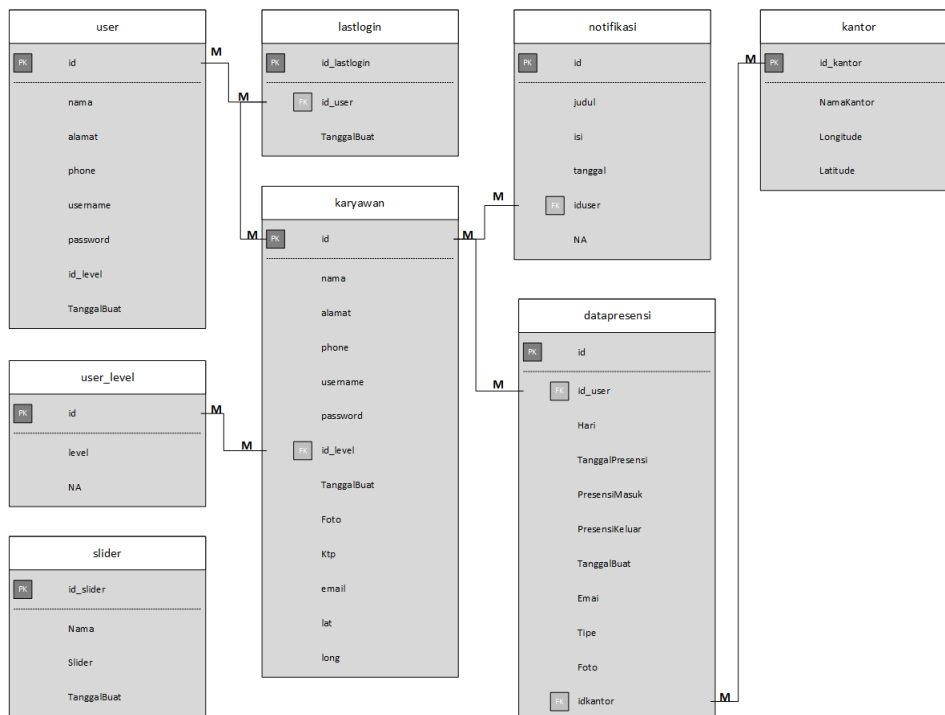 user
PK id
nama
alamat
phone
username
password
id_level
TanggalBuat
M
lastlogin
PK id_lastlogin
FK id_user
TanggalBuat
M
notifikasi
PK id
judul
isi
tanggal
FK iduser
NA
M
kantor
PK id_kantor
NamaKantor
Longitude
Latitude
M
karyawan
PK id
nama
alamat
phone
username
password
FK id_level
TanggalBuat
Foto
Ktp
email
lat
long
M
M
M
datapresensi
PK id
FK id_user
Hari
TanggalPresensi
PresensiMasuk
PresensiKeluar
TanggalBuat
Emai
Tipe
Foto
FK idkantor
M
M
user_level
PK id
level
NA
M
slider
PK id_slider
Nama
Slider
TanggalBuat